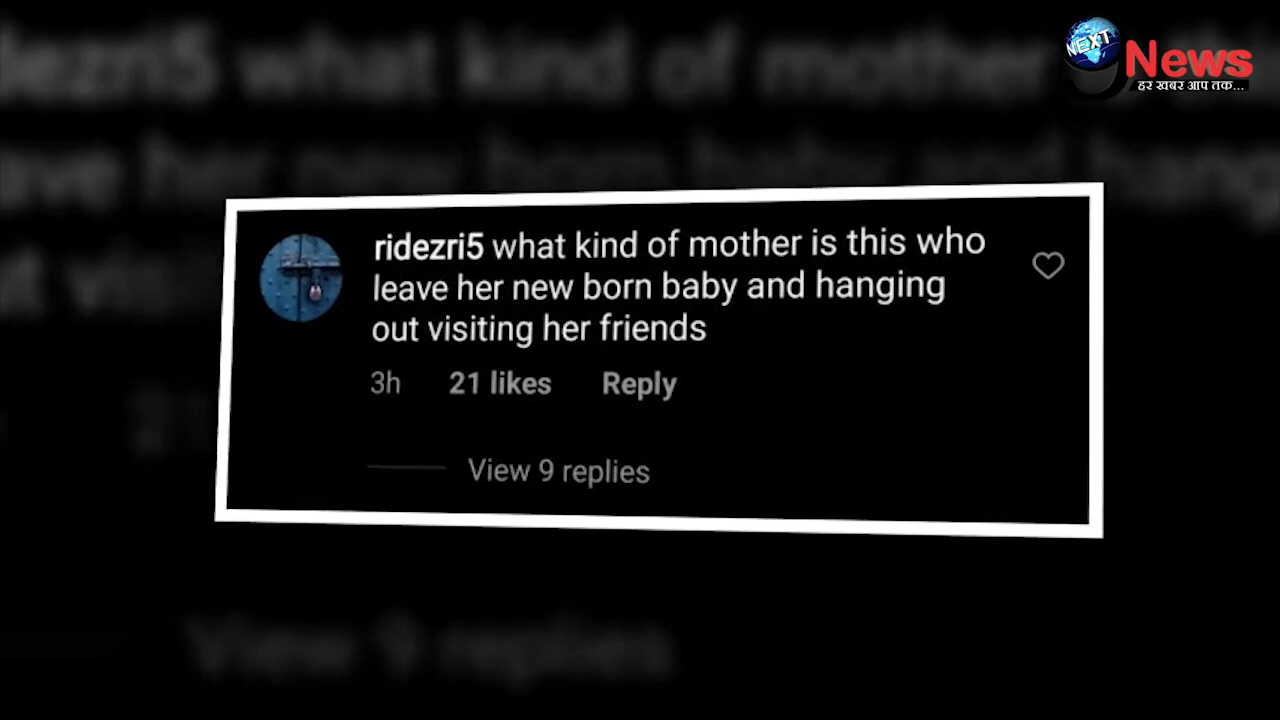 NEXT
9 News
हर खबर आप तक...
ridezri5 what kind of mother is this who
leave her new born baby and hanging
out visiting her friends
3h 21 likes Reply
View 9 replies